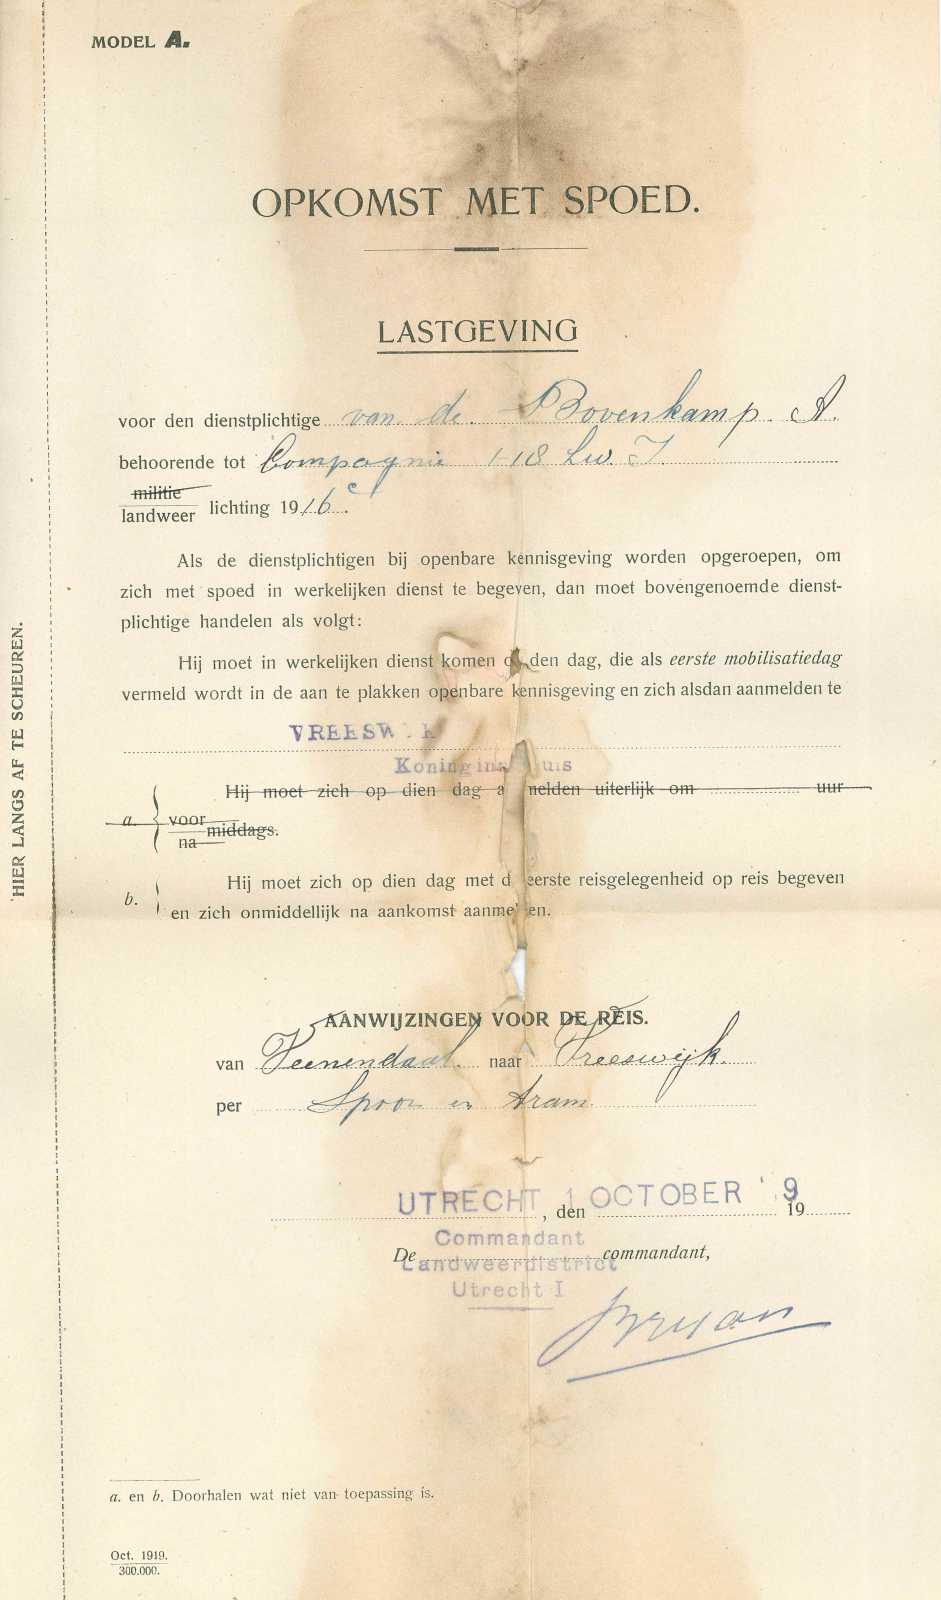 MODEL A.
OPKOMST MET SPOED.
LASTGEVING
voor den dienstplichtige van de Bovenkamp. A.
behoorende tot Compagnie 1-18 Lw. I.
militie
landweer lichting 1916 c.
Als de dienstplichtigen bij openbare kennisgeving worden opgeroepen, om
zich met spoed in werkelijken dienst te begeven, dan moet bovengenoemde dienst-
plichtige handelen als volgt:
Hij moet in werkelijken dienst komen den dag, die als eerste mobilisatiedag
vermeld wordt in de aan te plakken openbare kennisgeving en zich alsdan aanmelden te
VREESW K
Koningin uis
a. Hij moet zich op dien dag a melden uiterlijk om uur
voor
na middags.
b. Hij moet zich op dien dag met d eerste reisgelegenheid op reis begeven
en zich onmiddellijk na aankomst aanme en.
AANWIJZINGEN VOOR DE REIS.
van Veenendaal. naar Vreeswijk.
per Spoor en tram.
UTRECHT, den 1 OCTOBER '19 9
De Commandant commandant,
Landweerdistrict
Utrecht I
a. en b. Doorhalen wat niet van toepassing is.
Oct. 1919.
300.000.
HIER LANGS AF TE SCHEUREN.